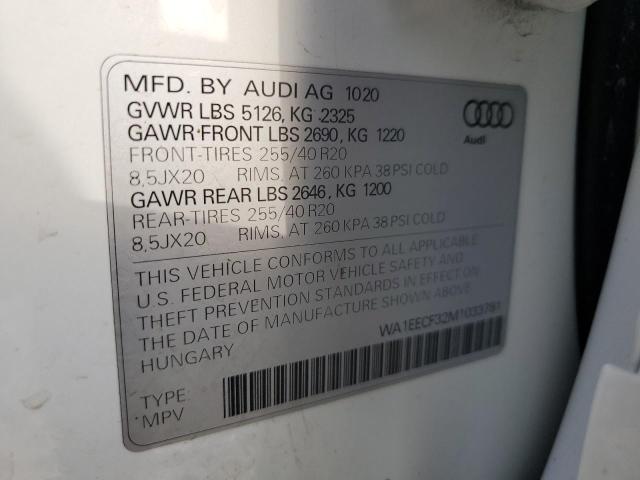 MFD. BY AUDI AG 1020
GVWR LBS 5126, KG 2325
GAWR FRONT LBS 2690, KG 1220
FRONT-TIRES 255/40 R20
8,5JX20 RIMS, AT 260 KPA 38 PSI COLD
GAWR REAR LBS 2646, KG 1200
REAR-TIRES 255/40 R20
8,5JX20 RIMS, AT 260 KPA 38 PSI COLD
Audi
THIS VEHICLE CONFORMS TO ALL APPLICABLE
U.S. FEDERAL MOTOR VEHICLE SAFETY AND
THEFT PREVENTION STANDARDS IN EFFECT ON
THE DATE OF MANUFACTURE SHOWN ABOVE
HUNGARY
WA1EECF32M1033781
TYPE:
MPV